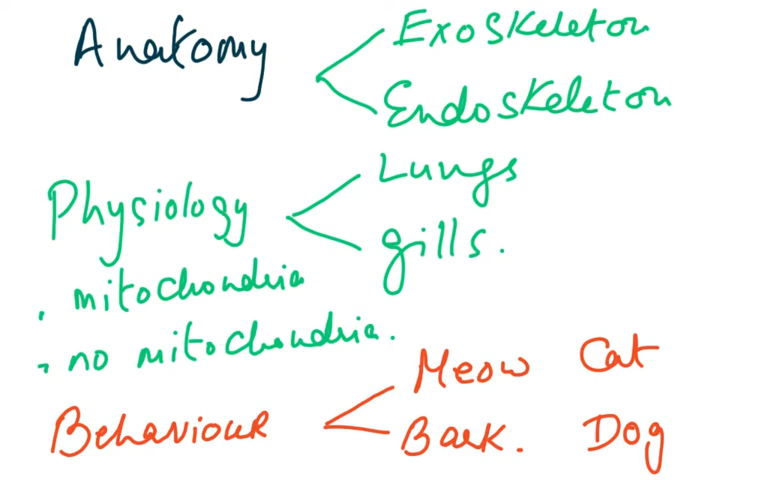 Anatomy
Exoskeleton
Endoskeleton
Physiology
Lungs
gills.
. mitochondria
. no mitochondria.
Behaviour
Meow Cat
Bark. Dog